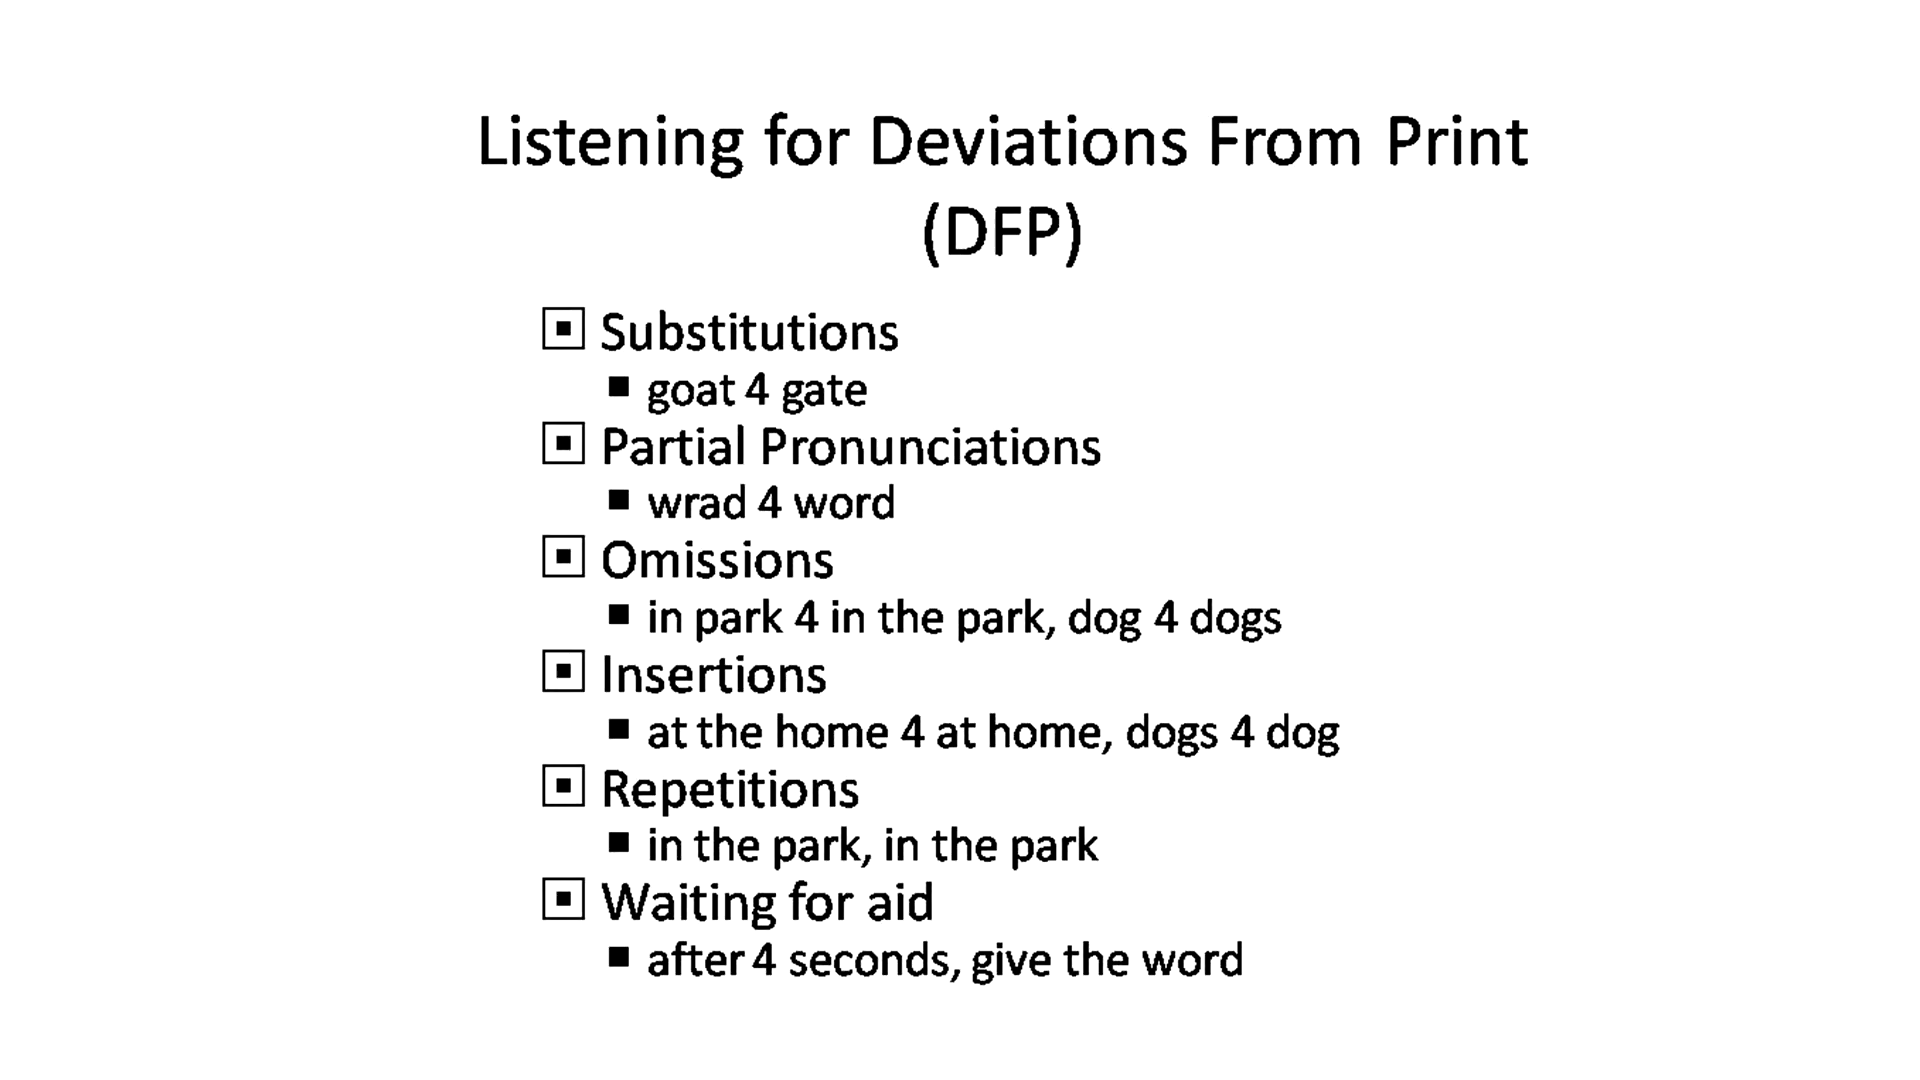 Listening for Deviations From Print
(DFP)
Substitutions
goat 4 gate
Partial Pronunciations
wrad 4 word
Omissions
in park 4 in the park, dog 4 dogs
Insertions
at the home 4 at home, dogs 4 dog
Repetitions
in the park, in the park
Waiting for aid
after 4 seconds, give the word